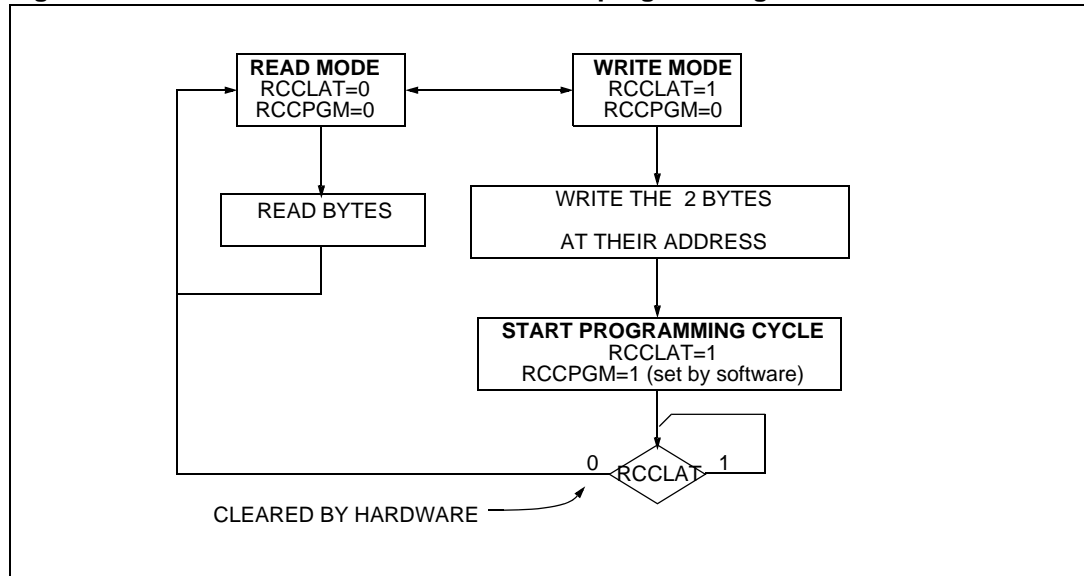 READ MODE
RCCLAT=0
RCCPGM=0
WRITE MODE
RCCLAT=1
RCCPGM=0
READ BYTES
WRITE THE 2 BYTES
AT THEIR ADDRESS
START PROGRAMMING CYCLE
RCCLAT=1
RCCPGM=1 (set by software)
0
RCCLAT
1
CLEARED BY HARDWARE